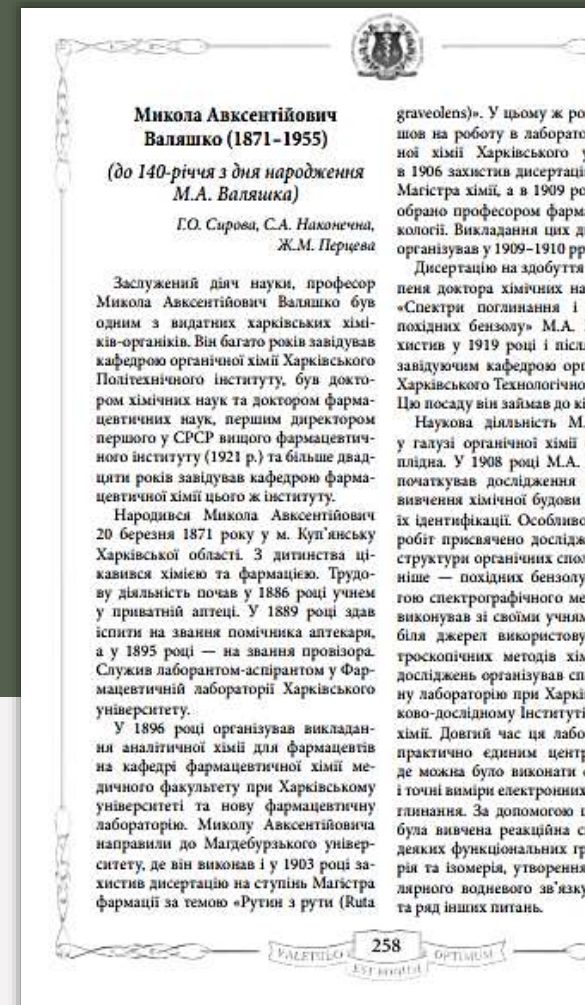 Микола Авксентійович
Валяшко (1871–1955)
(до 140-річчя з дня народження
М.А. Валяшка)
Г.О. Сирова, С.А. Наконечна,
Ж.М. Перцева
Заслужений діяч науки, професор
Микола Авксентійович Валяшко був
одним з видатних харківських хімі-
ків-органіків. Він багато років завідував
кафедрою органічної хімії Харківського
Політехнічного інституту, був докто-
ром хімічних наук та доктором фарма-
цевтичних наук, першим директором
першого у СРСР вищого фармацевтич-
ного інституту (1921 р.) та більше двад-
цяти років завідував кафедрою фарма-
цевтичної хімії цього ж інституту.
Народився Микола Авксентійович
20 березня 1871 року у м. Куп'янську
Харківської області. З дитинства ці-
кавився хімією та фармацією. Трудо-
ву діяльність почав у 1886 році учнем
у приватній аптеці. У 1889 році здав
іспити на звання помічника аптекаря,
а у 1895 році — на звання провізора.
Служив лаборантом-аспірантом у Фар-
мацевтичній лабораторії Харківського
університету.
У 1896 році організував викладан-
ня аналітичної хімії для фармацевтів
на кафедрі фармацевтичної хімії ме-
дичного факультету при Харківському
університеті та нову фармацевтичну
лабораторію. Миколу Авксентійовича
направили до Магдебурзького універ-
ситету, де він виконав і у 1903 році за-
хистив дисертацію на ступінь Магістра
фармації за темою «Рутин з рути (Ruta
graveolens)». У цьому ж ро
шов на роботу в лаборато
ної хімії Харківського у
в 1906 захистив дисертаці
Магістра хімії, а в 1909 ро
обрано професором фарм
кології. Викладання цих д
організував у 1909–1910 рр
Дисертацію на здобуття
пеня доктора хімічних на
«Спектри поглинання і
похідних бензолу» М.А.
хистив у 1919 році і післ
завідуючим кафедрою орг
Харківського Технологічно
Цю посаду він займав до кі
Наукова діяльність М.
у галузі органічної хімії
плідна. У 1908 році М.А.
початкував дослідження
вивчення хімічної будови
їх ідентифікації. Особливо
робіт присвячено дослідж
структури органічних спол
ніше — похідних бензолу
гою спектрографічного ме
виконував зі своїми учням
біля джерел використову
троскопічних методів хім
досліджень організував сп
ну лабораторію при Харкі
ково-дослідному Інституті
хімії. Довгий час ця лабо
практично єдиним центр
де можна було виконати
і точні виміри електронних
глинання. За допомогою ц
була вивчена реакційна с
деяких функціональних гр
рія та ізомерія, утворення
лярного водневого зв'язку
та ряд інших питань.
258
VALETUDO OPTIMUM